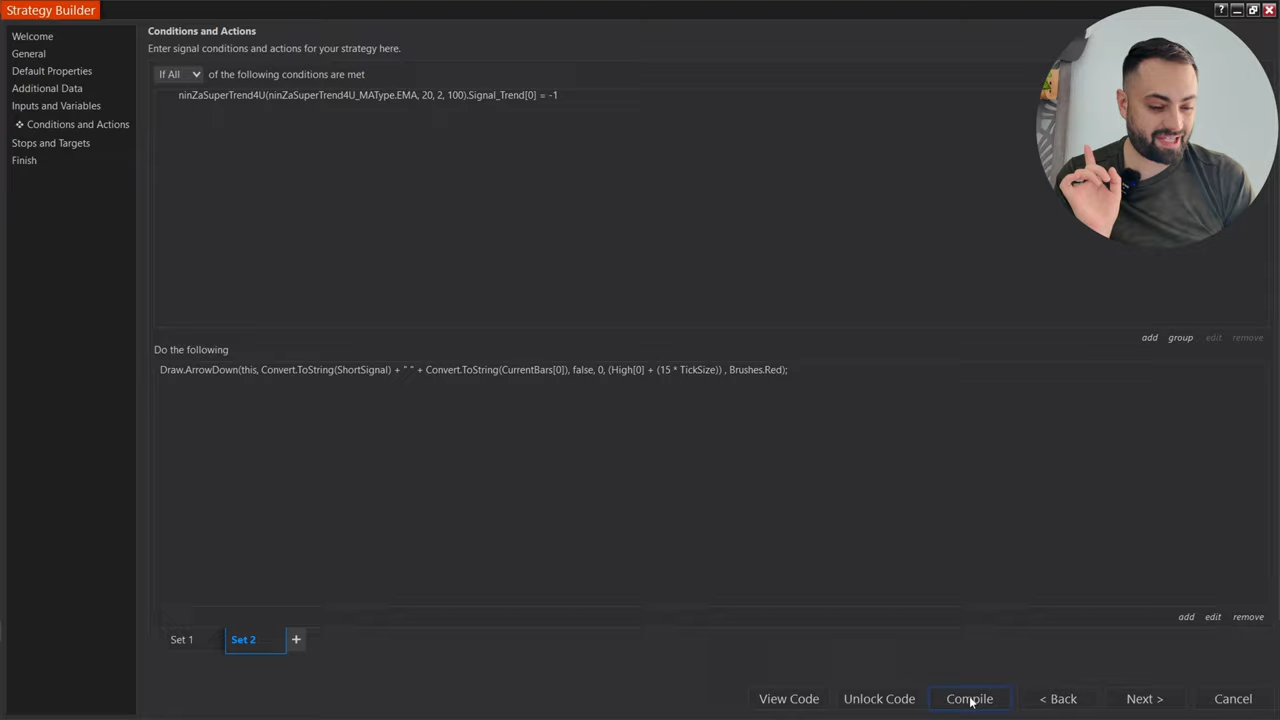 Strategy Builder
?
Welcome
General
Default Properties
Additional Data
Inputs and Variables
❖ Conditions and Actions
Stops and Targets
Finish
Conditions and Actions
Enter signal conditions and actions for your strategy here.
If All of the following conditions are met
ninZaSuperTrend4U(ninZaSuperTrend4U_MAType.EMA, 20, 2, 100).Signal_Trend[0] = -1
add group edit remove
Do the following
Draw.ArrowDown(this, Convert.ToString(ShortSignal) + " " + Convert.ToString(CurrentBars[0]), false, 0, (High[0] + (15 * TickSize)) , Brushes.Red);
add edit remove
Set 1 Set 2 +
View Code Unlock Code Compile < Back Next > Cancel